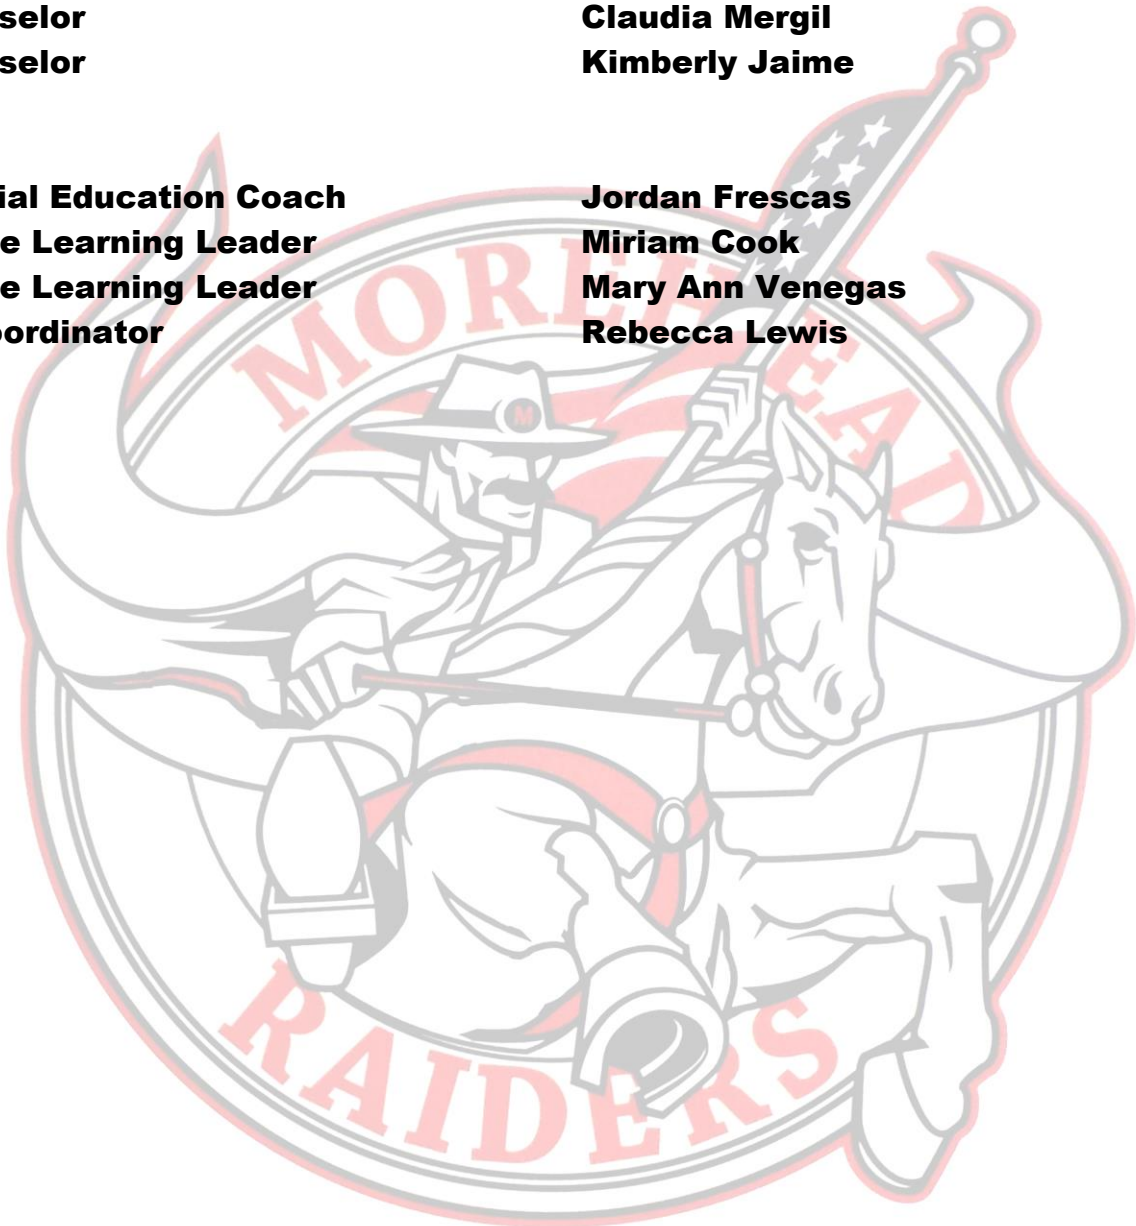 selor Claudia Mergil
selor Kimberly Jaime
ial Education Coach Jordan Frescas
e Learning Leader Miriam Cook
e Learning Leader Mary Ann Venegas
oordinator Rebecca Lewis
MOREHEAD
M
RAIDERS